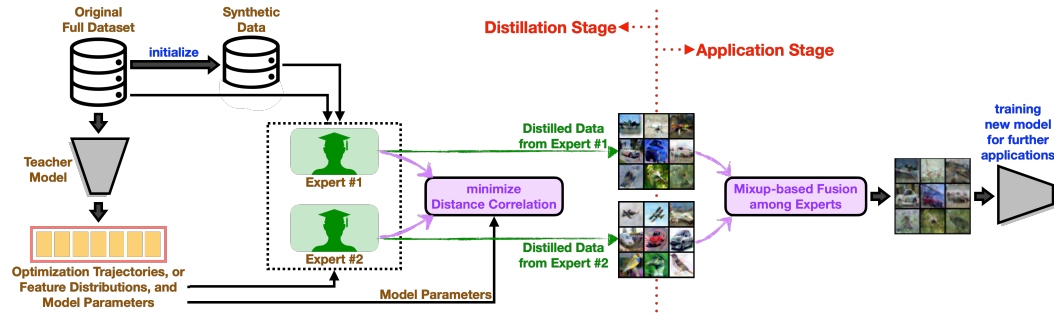 Original
Full Dataset
Synthetic
Data
initialize
Distillation Stage
Application Stage
Teacher
Model
Expert #1
Expert #2
minimize
Distance Correlation
Distilled Data
from Expert #1
Distilled Data
from Expert #2
Mixup-based Fusion
among Experts
training
new model
for further
applications
Optimization Trajectories, or
Feature Distributions, and
Model Parameters
Model Parameters